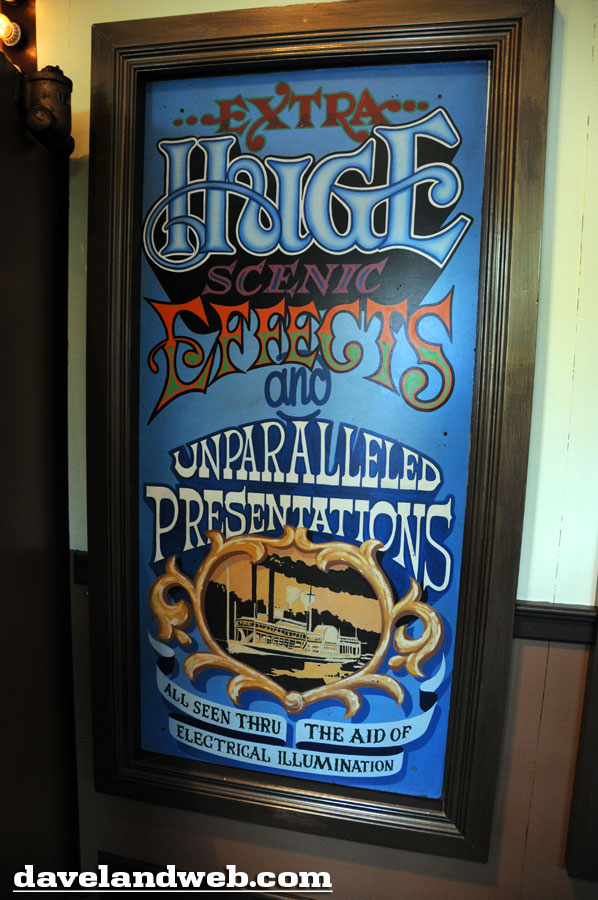 ...EXTRA...
HUGE
SCENIC
EFFECTS
and
UNPARALLELED
PRESENTATIONS
ALL SEEN THRU
THE AID OF
ELECTRICAL ILLUMINATION
davelandweb.com